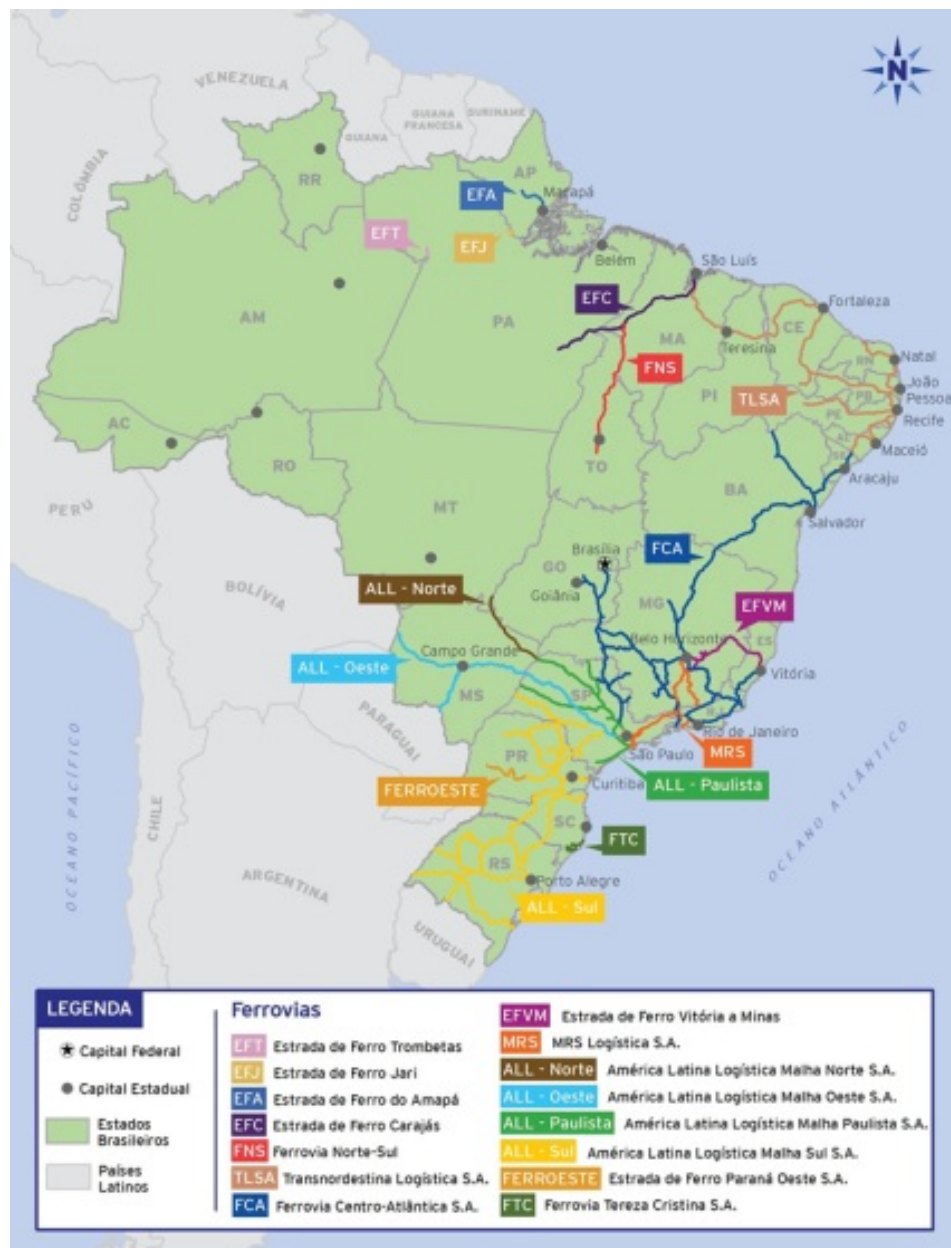 N
VENEZUELA
GUIANA
GUIANA
FRANCESA
SURINAME
COLÔMBIA
RR
AP
EFA
Macapá
EFT
EFJ
Belém
São Luís
EFC
Fortaleza
AM
PA
MA
CE
Teresina
RN
Natal
FNS
PI
TLSA
PB
João
Pessoa
PE
Recife
AC
AL
Maceió
SE
Aracaju
RO
TO
BA
PERU
MT
Salvador
Brasília
FCA
GO
Goiânia
BOLÍVIA
ALL - Norte
MG
EFVM
Belo Horizonte
ES
ALL - Oeste
Campo Grande
Vitória
MS
SP
RJ
PARAGUAI
Rio de Janeiro
São Paulo
MRS
PR
FERROESTE
Curitiba
ALL - Paulista
OCEANO PACÍFICO
CHILE
OCEANO ATLÂNTICO
SC
FTC
RS
ARGENTINA
Porto Alegre
ALL - Sul
URUGUAI
LEGENDA
Capital Federal
Capital Estadual
Estados
Brasileiros
Países
Latinos
Ferrovias
EFT Estrada de Ferro Trombetas
EFJ Estrada de Ferro Jari
EFA Estrada de Ferro do Amapá
EFC Estrada de Ferro Carajás
FNS Ferrovia Norte-Sul
TLSA Transnordestina Logística S.A.
FCA Ferrovia Centro-Atlântica S.A.
EFVM Estrada de Ferro Vitória a Minas
MRS MRS Logística S.A.
ALL - Norte América Latina Logística Malha Norte S.A.
ALL - Oeste América Latina Logística Malha Oeste S.A.
ALL - Paulista América Latina Logística Malha Paulista S.A.
ALL - Sul América Latina Logística Malha Sul S.A.
FERROESTE Estrada de Ferro Paraná Oeste S.A.
FTC Ferrovia Tereza Cristina S.A.